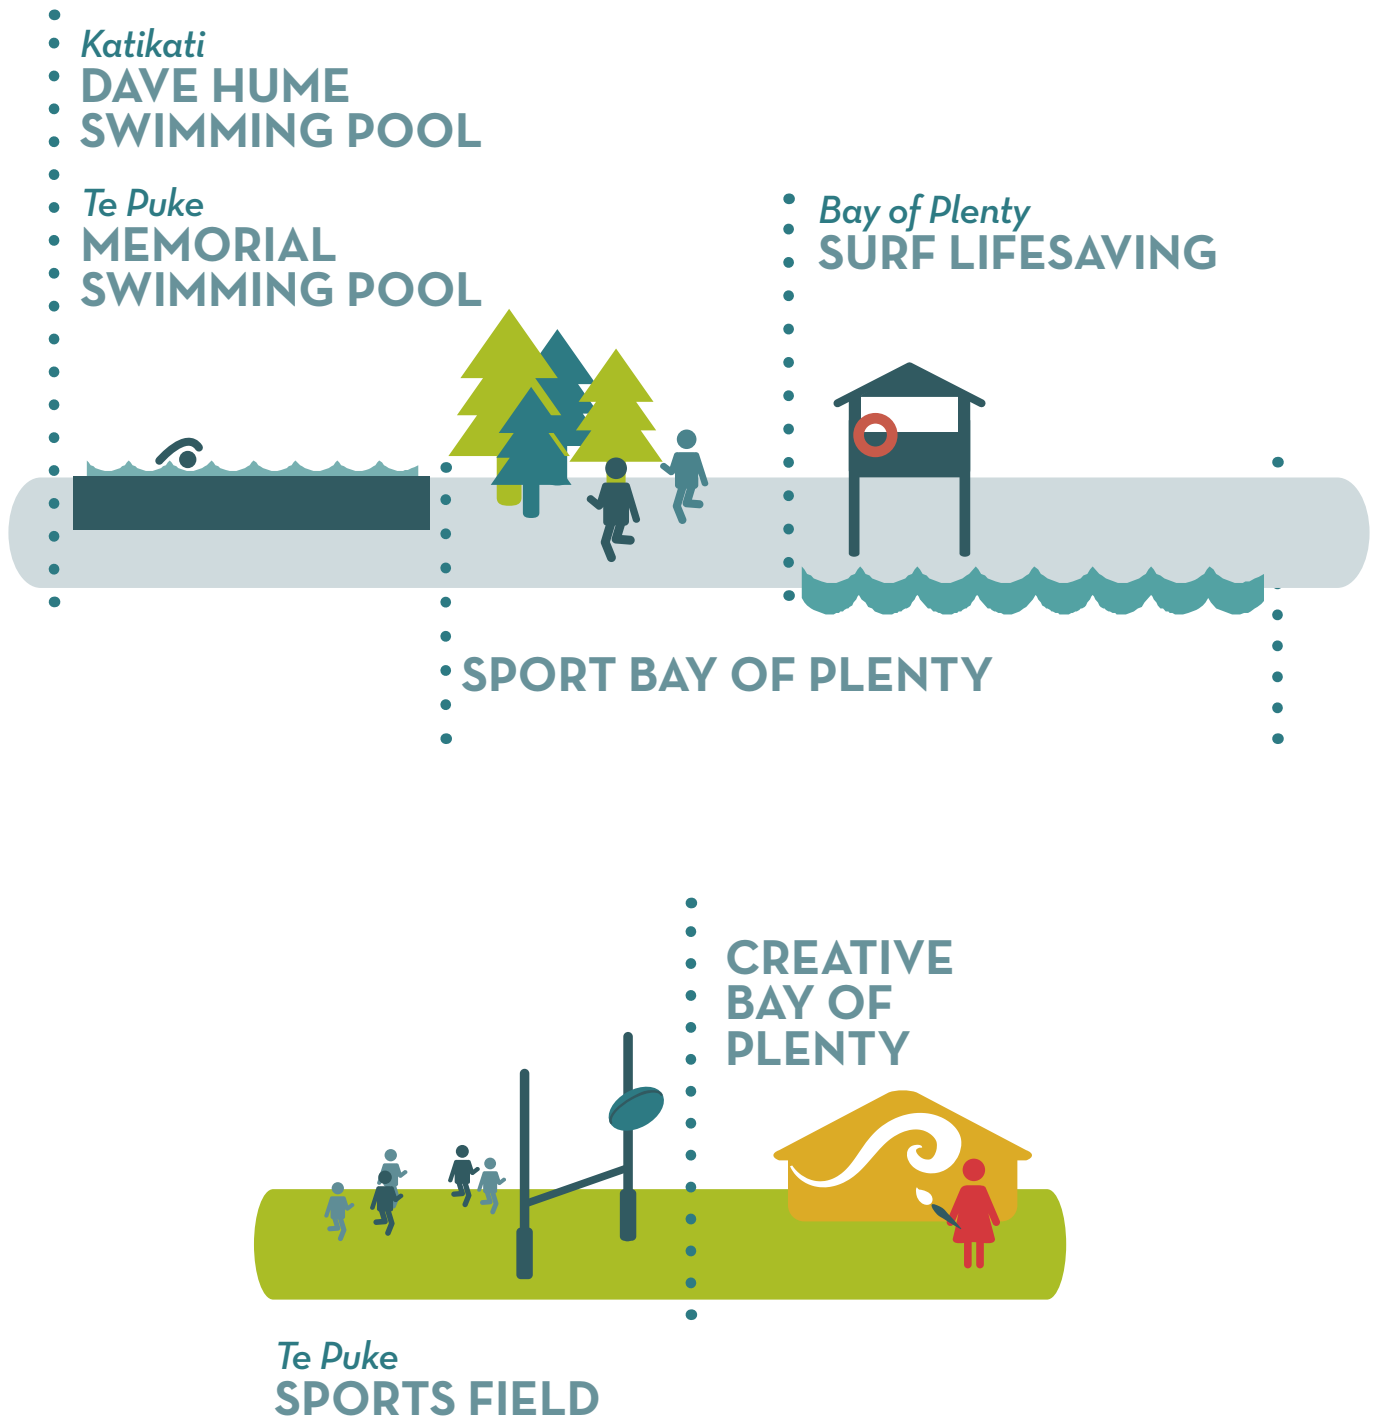 Katikati
DAVE HUME
SWIMMING POOL
Te Puke
MEMORIAL
SWIMMING POOL
Bay of Plenty
SURF LIFESAVING
SPORT BAY OF PLENTY
CREATIVE
BAY OF
PLENTY
Te Puke
SPORTS FIELD